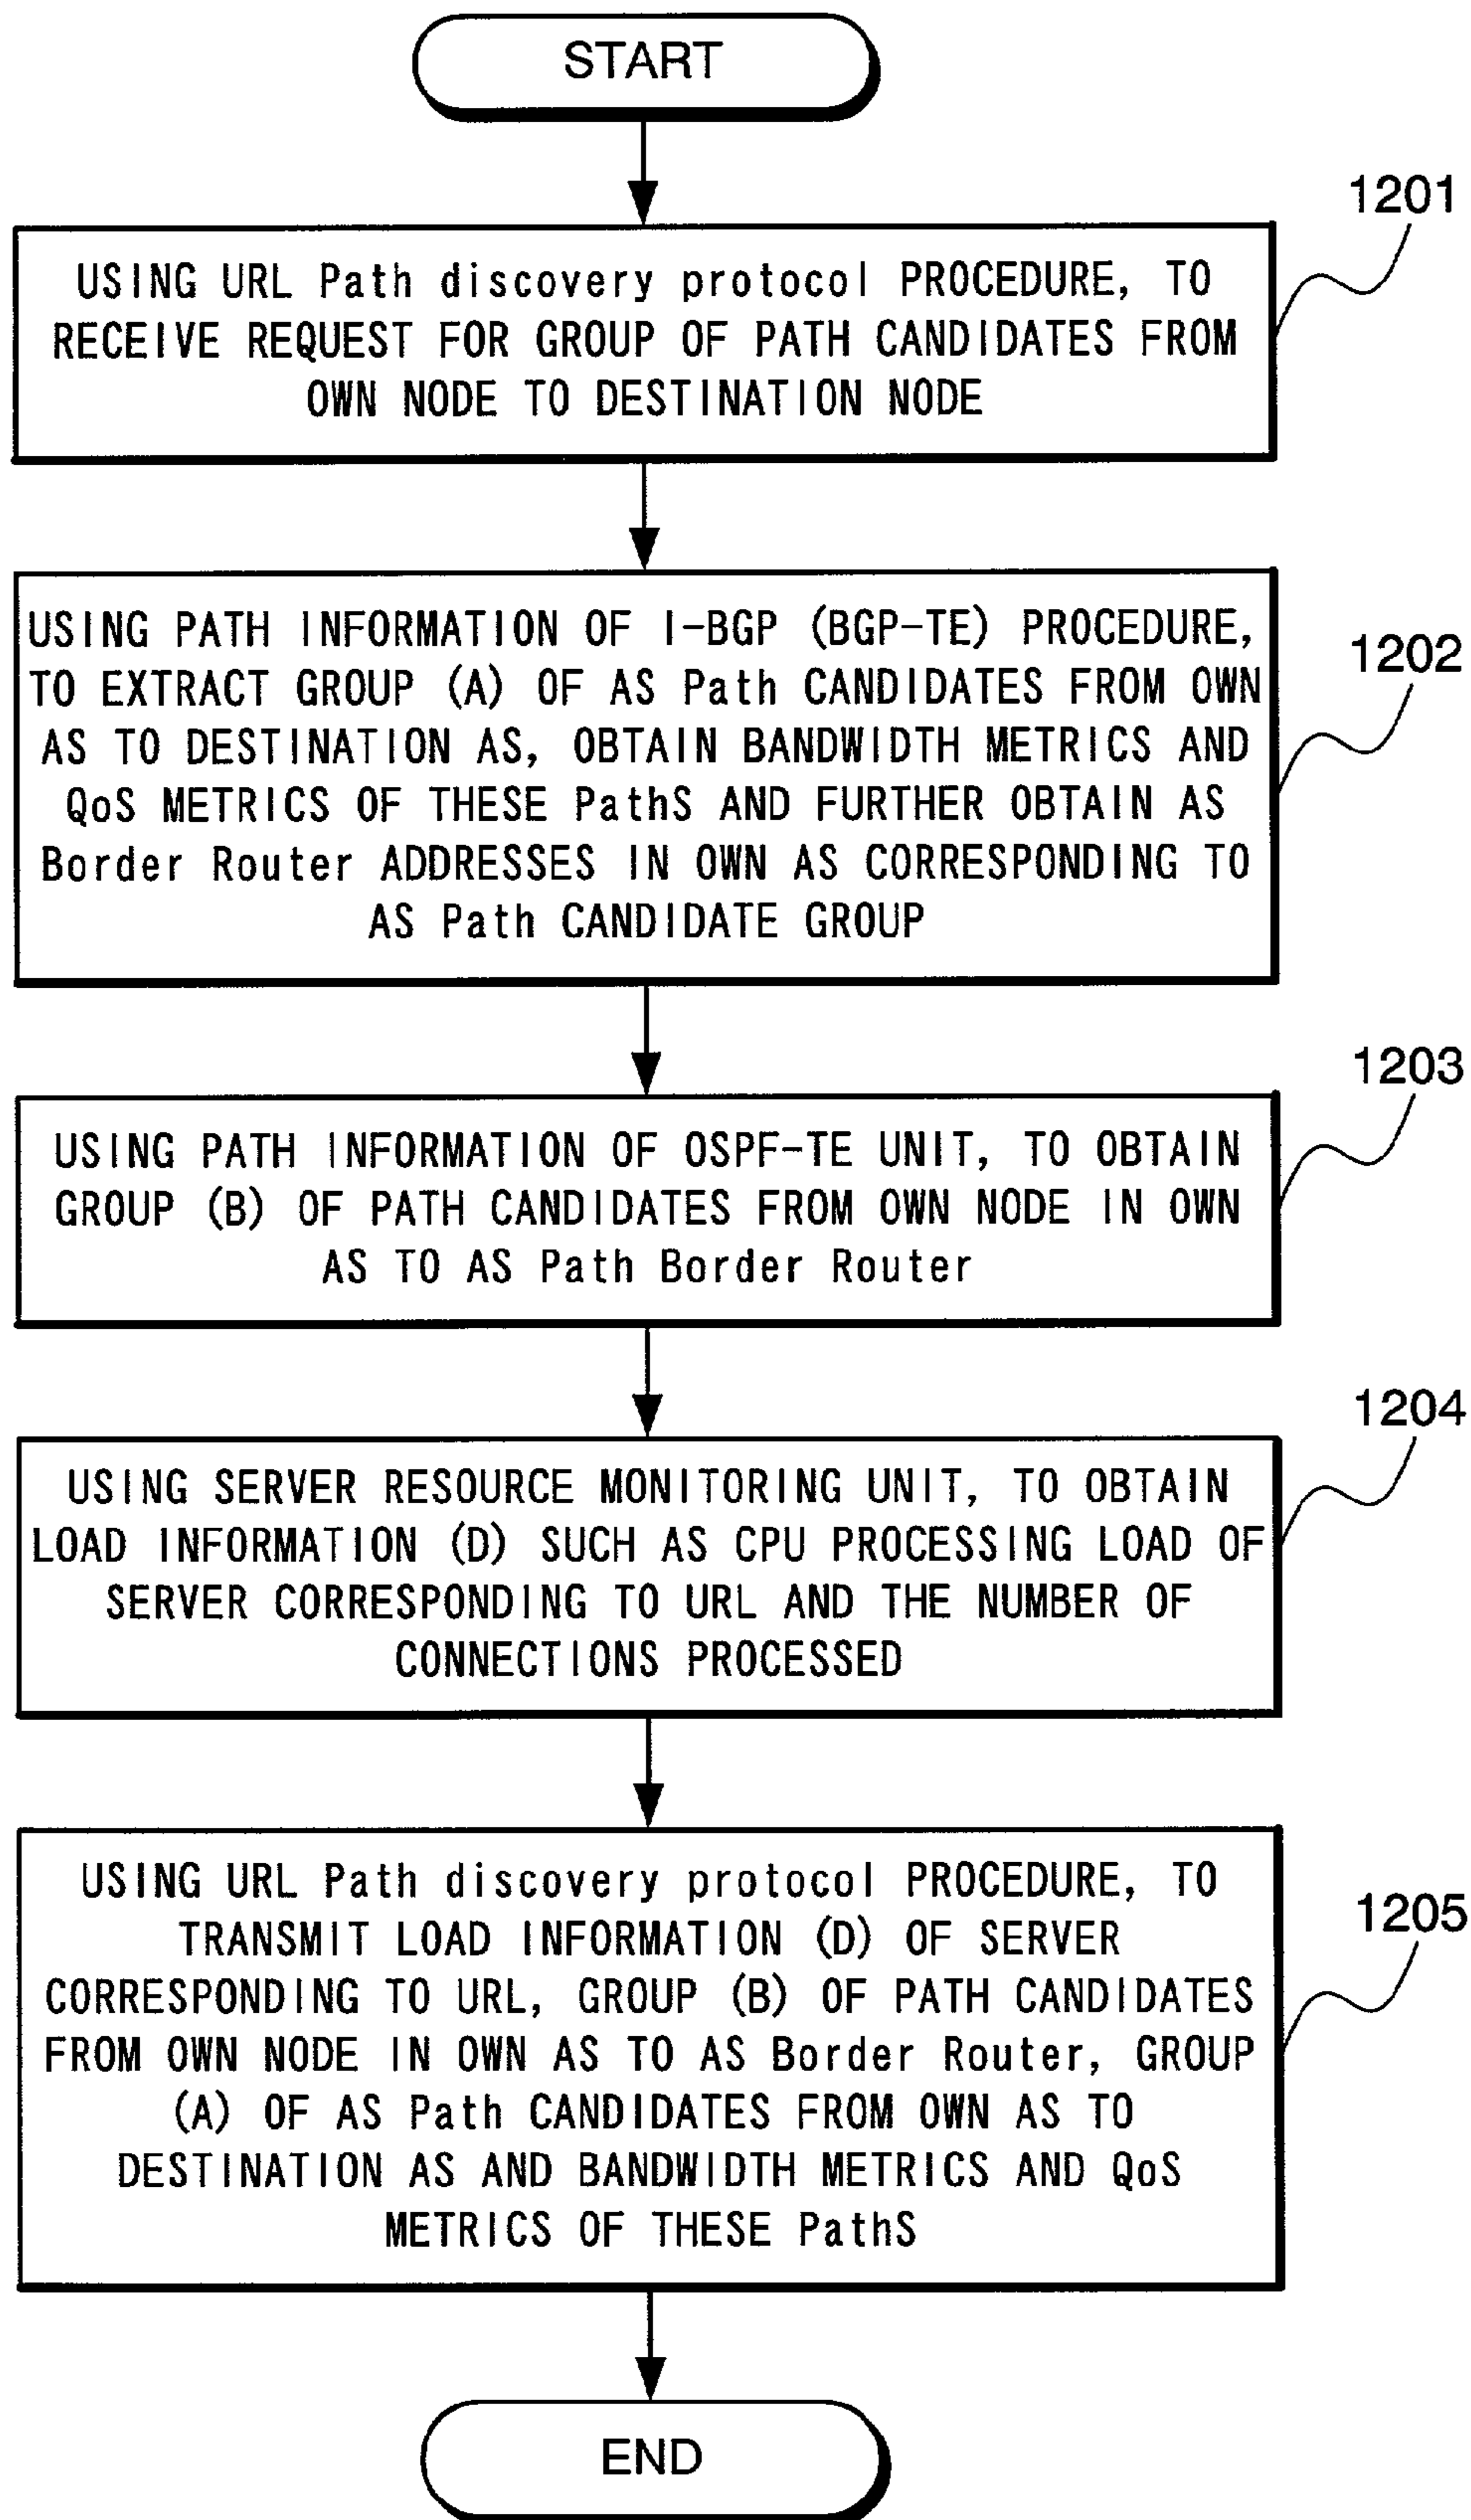 START
1201
USING URL Path discovery protocol PROCEDURE, TO
RECEIVE REQUEST FOR GROUP OF PATH CANDIDATES FROM
OWN NODE TO DESTINATION NODE
1202
USING PATH INFORMATION OF I-BGP (BGP-TE) PROCEDURE,
TO EXTRACT GROUP (A) OF AS Path CANDIDATES FROM OWN
AS TO DESTINATION AS, OBTAIN BANDWIDTH METRICS AND
QoS METRICS OF THESE PathS AND FURTHER OBTAIN AS
Border Router ADDRESSES IN OWN AS CORRESPONDING TO
AS Path CANDIDATE GROUP
1203
USING PATH INFORMATION OF OSPF-TE UNIT, TO OBTAIN
GROUP (B) OF PATH CANDIDATES FROM OWN NODE IN OWN
AS TO AS Path Border Router
1204
USING SERVER RESOURCE MONITORING UNIT, TO OBTAIN
LOAD INFORMATION (D) SUCH AS CPU PROCESSING LOAD OF
SERVER CORRESPONDING TO URL AND THE NUMBER OF
CONNECTIONS PROCESSED
1205
USING URL Path discovery protocol PROCEDURE, TO
TRANSMIT LOAD INFORMATION (D) OF SERVER
CORRESPONDING TO URL, GROUP (B) OF PATH CANDIDATES
FROM OWN NODE IN OWN AS TO AS Border Router, GROUP
(A) OF AS Path CANDIDATES FROM OWN AS TO
DESTINATION AS AND BANDWIDTH METRICS AND QoS
METRICS OF THESE PathS
END